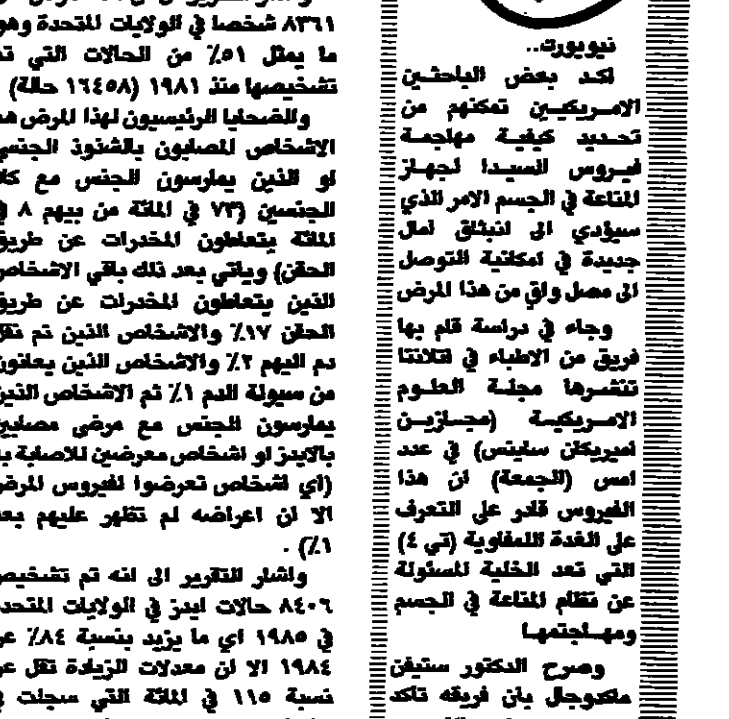 نيويورت..
اكد بعض الباحثين
الامريكيين تمكنهم من
تحديد كيفية مهاجمة
فيروس السيدا لجهاز
المناعة في الجسم الامر الذي
سيؤدي الى انبثاق امال
جديدة في امكانية التوصل
الى مصل واق من هذا المرض
وجاء في دراسة قام بها
فريق من الاطباء في اتلانتا
تنشرها مجلة العلوم
الامريكية (مجازين
اميريكان ساينس) في عدد
امس (الجمعة) ان هذا
الفيروس قادر على التعرف
على الغدة اللمفاوية (تي ٤)
التي تعد الخلية المسئولة
عن نظام المناعة في الجسم
ومهاجتمها
وصرح الدكتور ستيفن
ماكدوجال بان فريقه تاكد
٨٣٦١ شخصا في الولايات المتحدة وهو
ما يمثل ٥١٪ من الحالات التي تم
تشخيصها منذ ١٩٨١ (١٦٤٥٨ حالة)
والضحايا الرئيسيون لهذا المرض هم
الاشخاص المصابون بالشذوذ الجنسي
او الذين يمارسون الجنس مع كلا
الجنسين (٧٣ في المائة من بيهم ٨ في
المائة يتعاطون المخدرات عن طريق
الحقن) وياتي بعد ذلك باقي الاشخاص
الذين يتعاطون المخدرات عن طريق
الحقن ١٧٪ والاشخاص الذين تم نقل
دم اليهم ٢٪ والاشخاص الذين يعانون
من سيولة الدم ١٪ ثم الاشخاص الذين
يمارسون الجنس مع مرضى مصابين
بالايدز او اشخاص معرضين للاصابة به
(اي اشخاص تعرضوا لفيروس المرض
الا ان اعراضه لم تظهر عليهم بعد
١٪) .
واشار التقرير الى انه تم تشخيص
٨٤٠٦ حالات ايدز في الولايات المتحدة
في ١٩٨٥ اي ما يزيد بنسبة ٨٤٪ عن
١٩٨٤ الا ان معدلات الزيادة تقل عن
نسبة ١١٥ في المائة التي سجلت في